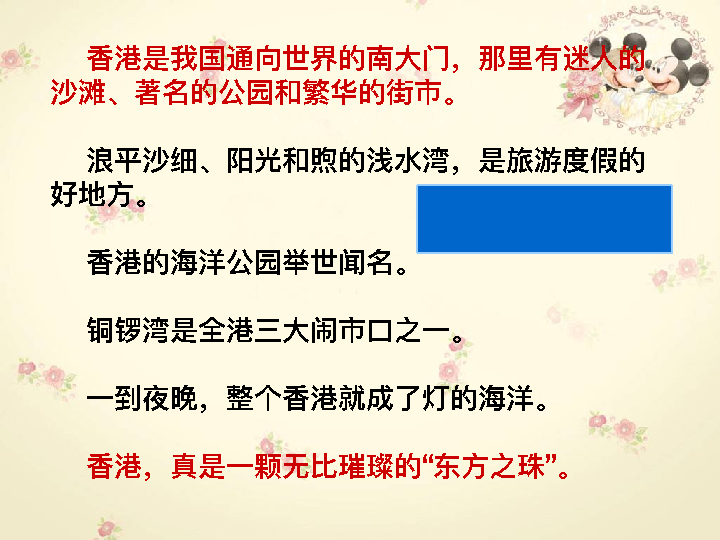 香港是我国通向世界的南大门，那里有迷人的
沙滩、著名的公园和繁华的街市。
浪平沙细、阳光和煦的浅水湾，是旅游度假的
好地方。
香港的海洋公园举世闻名。
铜锣湾是全港三大闹市口之一。
一到夜晚，整个香港就成了灯的海洋。
香港，真是一颗无比璀璨的“东方之珠”。